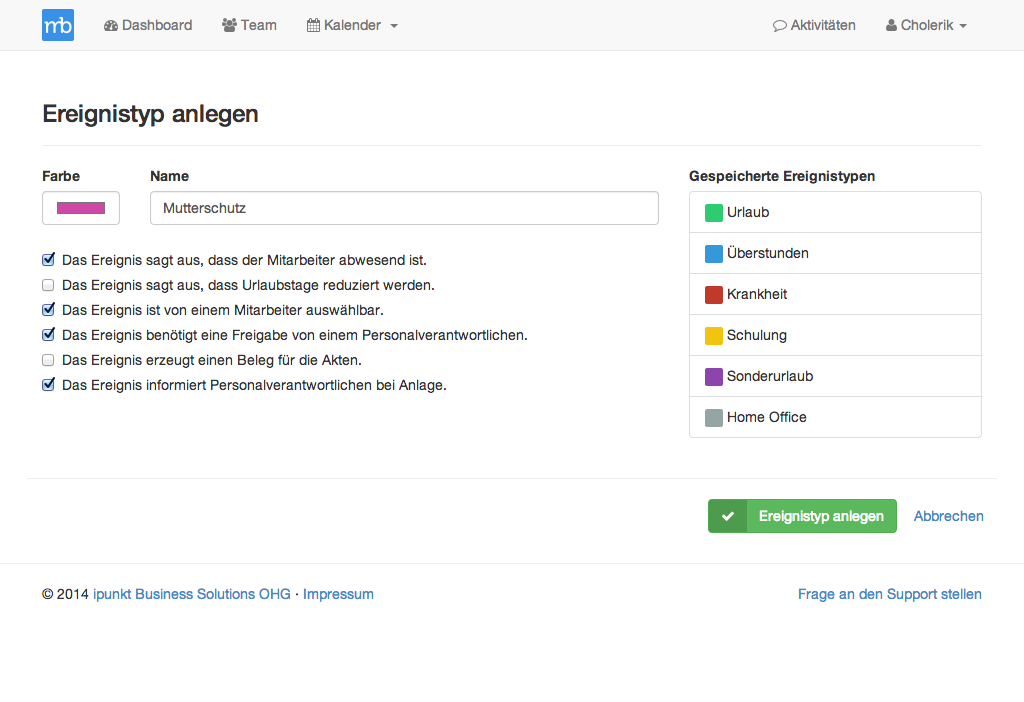 mb Dashboard Team Kalender Aktivitäten Cholerik
Ereignistyp anlegen
Farbe Name
Mutterschutz
Das Ereignis sagt aus, dass der Mitarbeiter abwesend ist.
Das Ereignis sagt aus, dass Urlaubstage reduziert werden.
Das Ereignis ist von einem Mitarbeiter auswählbar.
Das Ereignis benötigt eine Freigabe von einem Personalverantwortlichen.
Das Ereignis erzeugt einen Beleg für die Akten.
Das Ereignis informiert Personalverantwortlichen bei Anlage.
Gespeicherte Ereignistypen
Urlaub
Überstunden
Krankheit
Schulung
Sonderurlaub
Home Office
Ereignistyp anlegen Abbrechen
© 2014 ipunkt Business Solutions OHG · Impressum Frage an den Support stellen